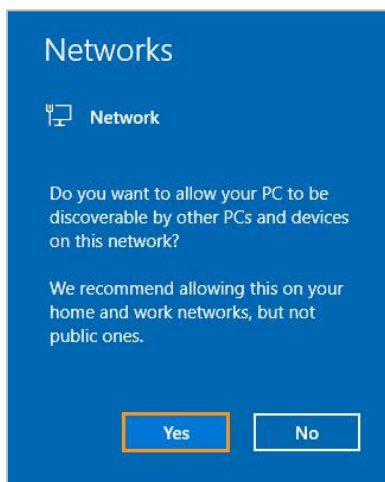 Networks
Network
Do you want to allow your PC to be
discoverable by other PCs and devices
on this network?
We recommend allowing this on your
home and work networks, but not
public ones.
Yes
No